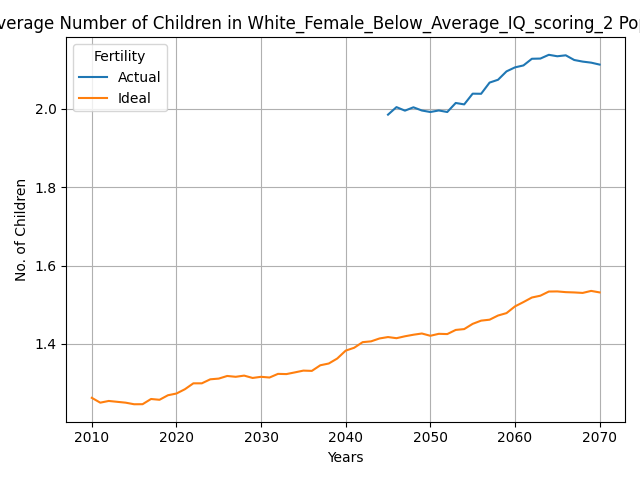 verage Number of Children in White_Female_Below_Average_IQ_scoring_2 Po
Fertility
Actual
Ideal
No. of Children
2.0
1.8
1.6
1.4
2010 2020 2030 2040 2050 2060 2070
Years